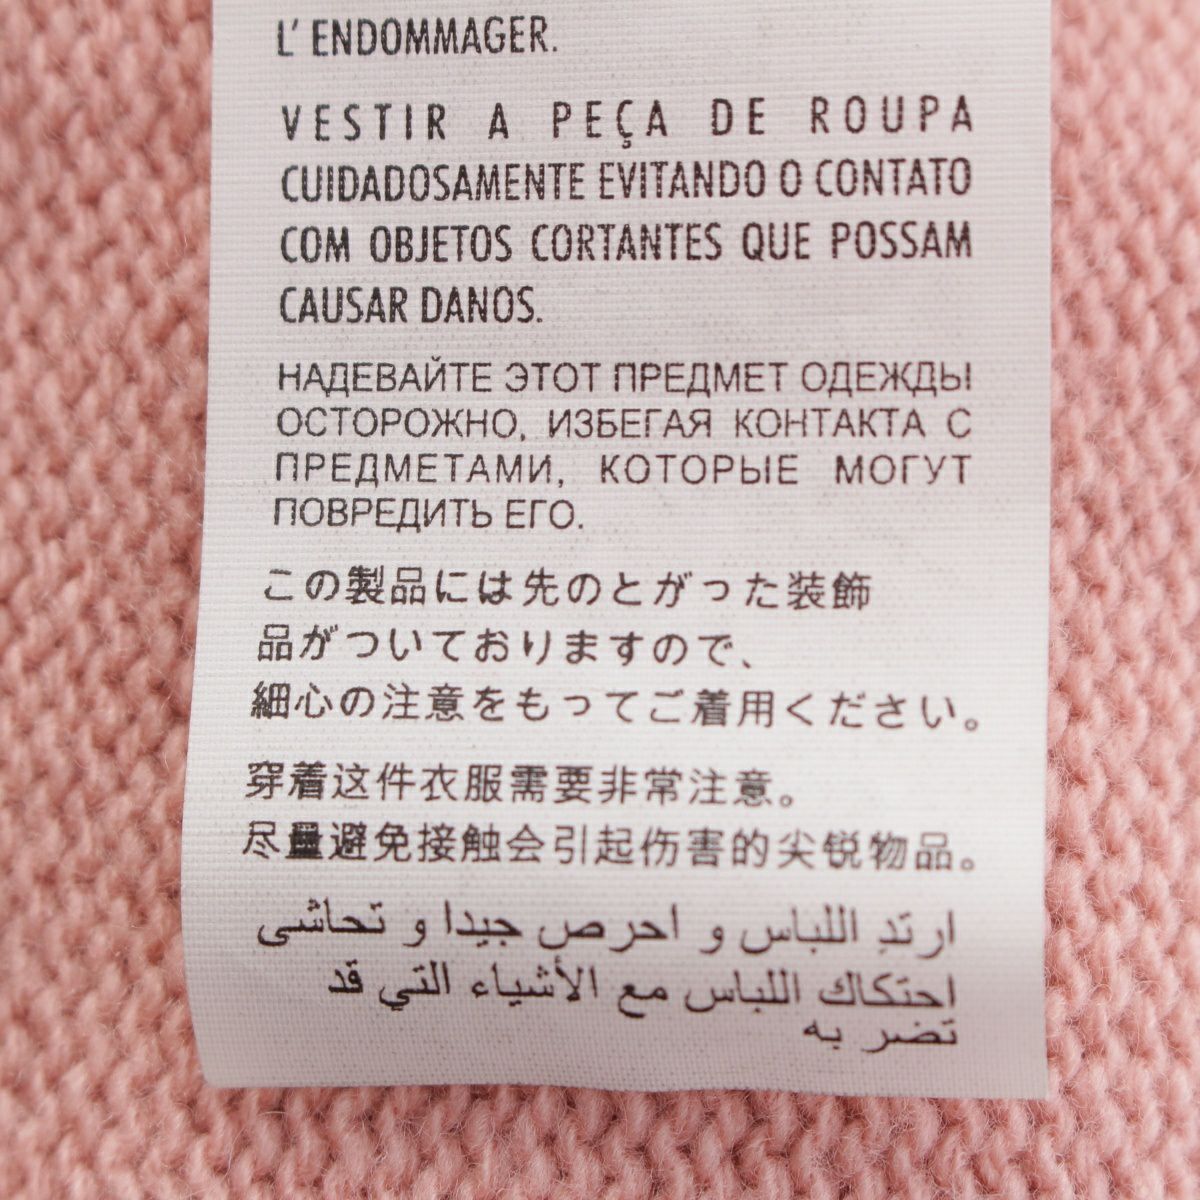 L' ENDOMMAGER.
VESTIR A PEÇA DE ROUPA
CUIDADOSAMENTE EVITANDO O CONTATO
COM OBJETOS CORTANTES QUE POSSAM
CAUSAR DANOS.
НАДЕВАЙТЕ ЭТОТ ПРЕДМЕТ ОДЕЖДЫ
ОСТОРОЖНО, ИЗБЕГАЯ КОНТАКТА С
ПРЕДМЕТАМИ, КОТОРЫЕ МОГУТ
ПОВРЕДИТЬ ЕГО.
この製品には先のとがった装飾
品がついておりますので、
細心の注意をもってご着用ください。
穿着这件衣服需要非常注意。
尽量避免接触会引起伤害的尖锐物品。
ارتد اللباس و احرص جيدا و تحاشى
احتكاك اللباس مع الأشياء التي قد
تضر به